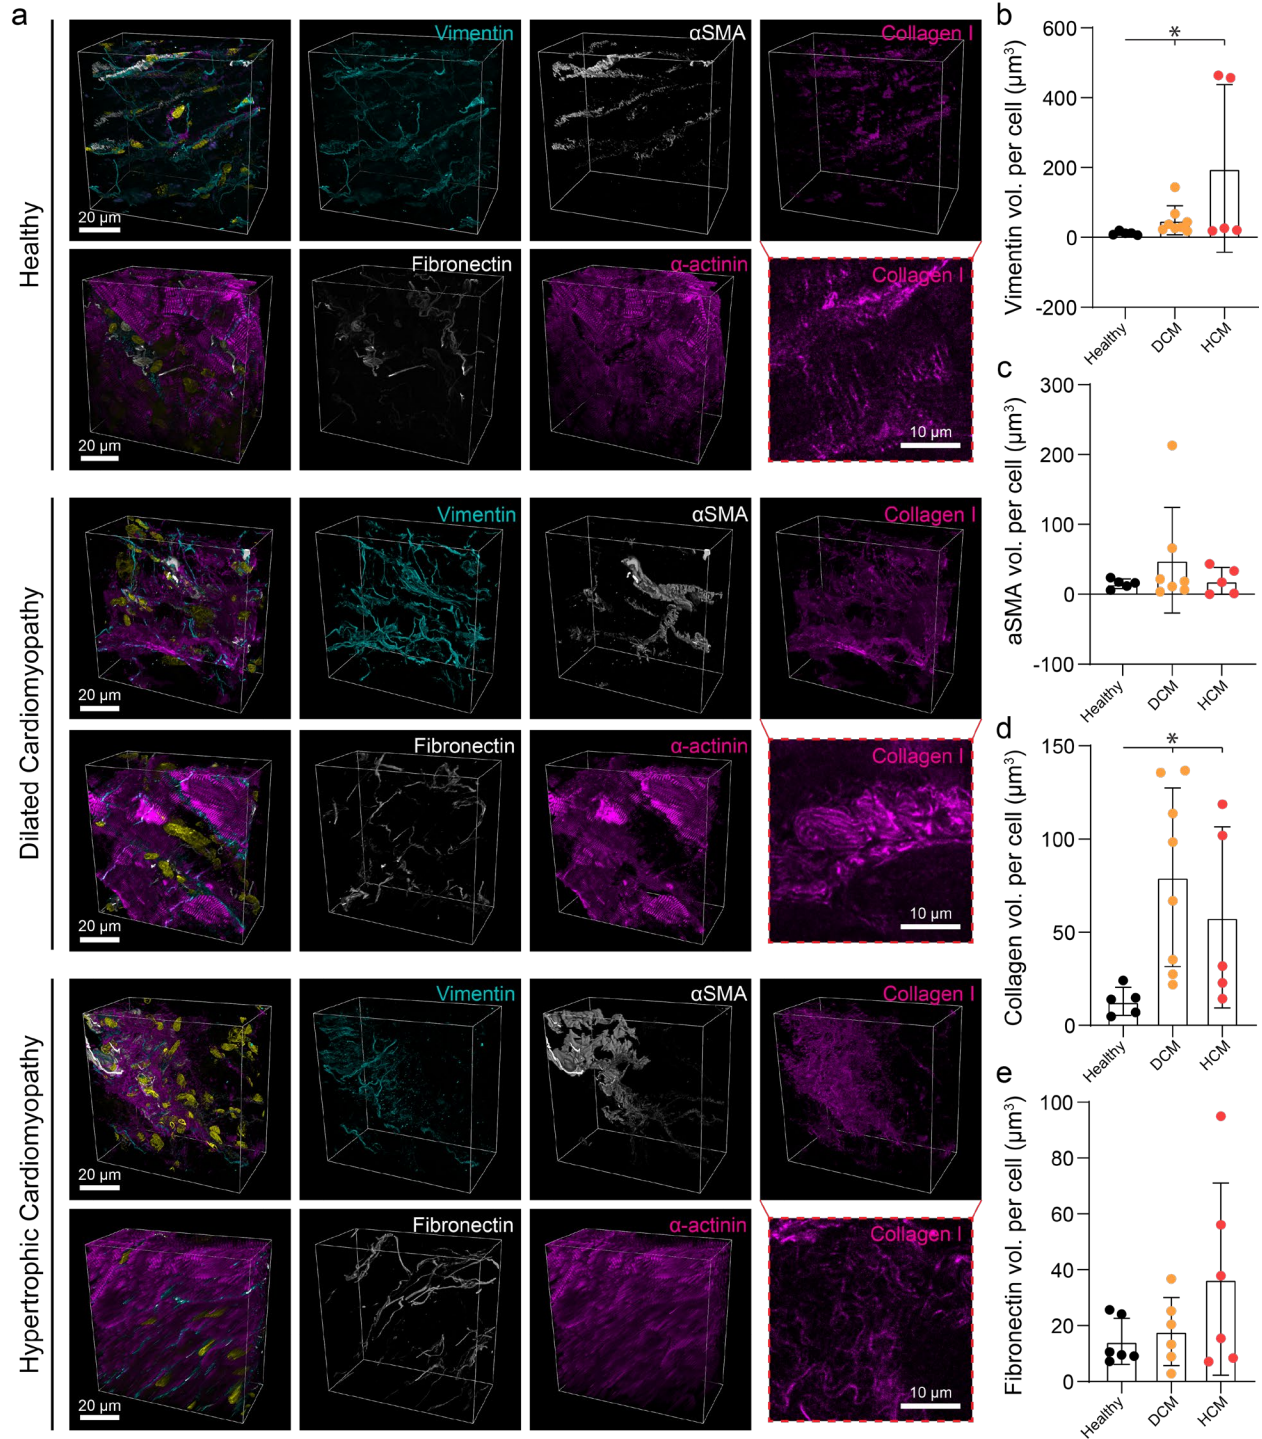 a
Healthy
Vimentin
αSMA
Collagen I
20 µm
Fibronectin
α-actinin
Collagen I
20 µm
10 µm
Dilated Cardiomyopathy
Vimentin
αSMA
Collagen I
20 µm
Fibronectin
α-actinin
Collagen I
20 µm
10 µm
Hypertrophic Cardiomyopathy
Vimentin
αSMA
Collagen I
20 µm
Fibronectin
α-actinin
Collagen I
20 µm
10 µm
b
Vimentin vol. per cell (µm³)
600
400
200
0
-200
*
Healthy
DCM
HCM
c
aSMA vol. per cell (µm³)
300
200
100
0
-100
Healthy
DCM
HCM
d
Collagen vol. per cell (µm³)
150
100
50
0
*
Healthy
DCM
HCM
e
Fibronectin vol. per cell (µm³)
100
80
60
40
20
0
Healthy
DCM
HCM